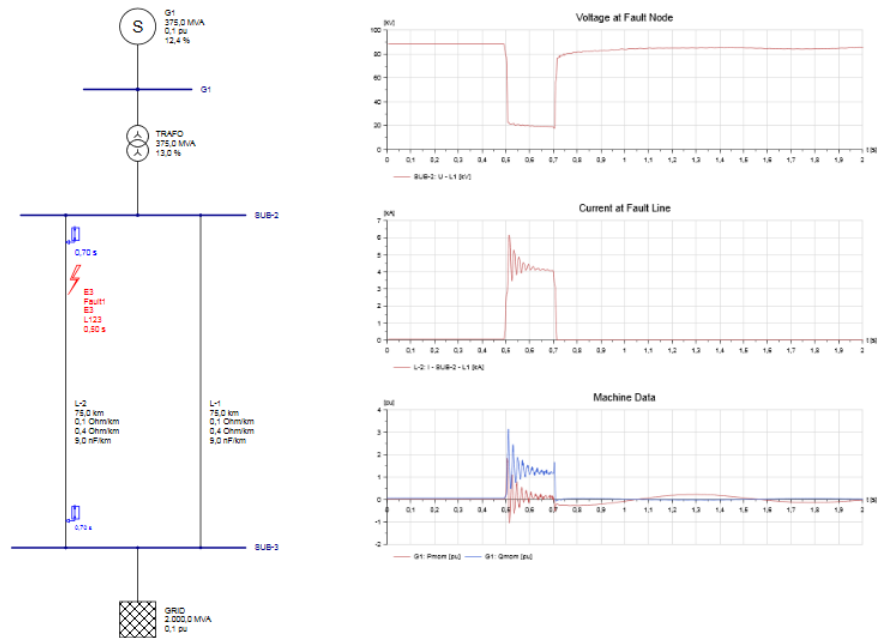 G1
375,0 MVA
0,1 pu
12,4 %
S
G1
TRAFO
375,0 MVA
13,0 %
SUB-2
0,70 s
E3
Fault1
E3
L123
0,50 s
L-2
75,0 km
0,1 Ohm/km
0,4 Ohm/km
9,0 nF/km
L-1
75,0 km
0,1 Ohm/km
0,4 Ohm/km
9,0 nF/km
0,70 s
SUB-3
GRID
2.000,0 MVA
0,1 pu
Voltage at Fault Node
[kV]
100
80
60
40
20
0
0 0,1 0,2 0,3 0,4 0,5 0,6 0,7 0,8 0,9 1 1,1 1,2 1,3 1,4 1,5 1,6 1,7 1,8 1,9 2
t [s]
SUB-2: U - L1 [kV]
Current at Fault Line
[kA]
7
6
5
4
3
2
1
0
0 0,1 0,2 0,3 0,4 0,5 0,6 0,7 0,8 0,9 1 1,1 1,2 1,3 1,4 1,5 1,6 1,7 1,8 1,9 2
t [s]
L-2: I - SUB-2 - L1 [kA]
Machine Data
[pu]
4
3
2
1
0
-1
-2
0 0,1 0,2 0,3 0,4 0,5 0,6 0,7 0,8 0,9 1 1,1 1,2 1,3 1,4 1,5 1,6 1,7 1,8 1,9 2
t [s]
G1: Pmom [pu] G1: Qmom [pu]